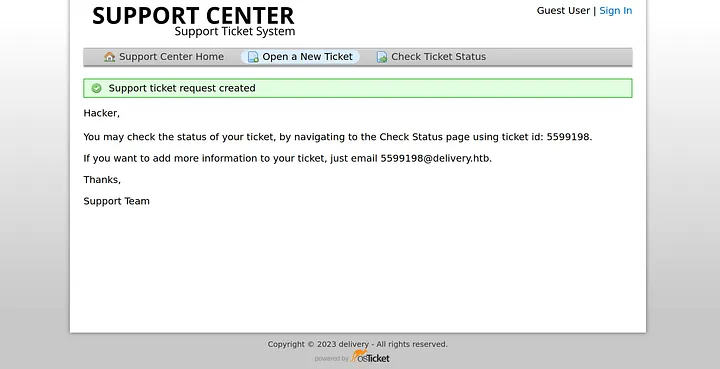 SUPPORT CENTER
Support Ticket System
Guest User | Sign In
Support Center Home Open a New Ticket Check Ticket Status
Support ticket request created
Hacker,
You may check the status of your ticket, by navigating to the Check Status page using ticket id: 5599198.
If you want to add more information to your ticket, just email 5599198@delivery.htb.
Thanks,
Support Team
Copyright © 2023 delivery - All rights reserved.
powered by osTicket